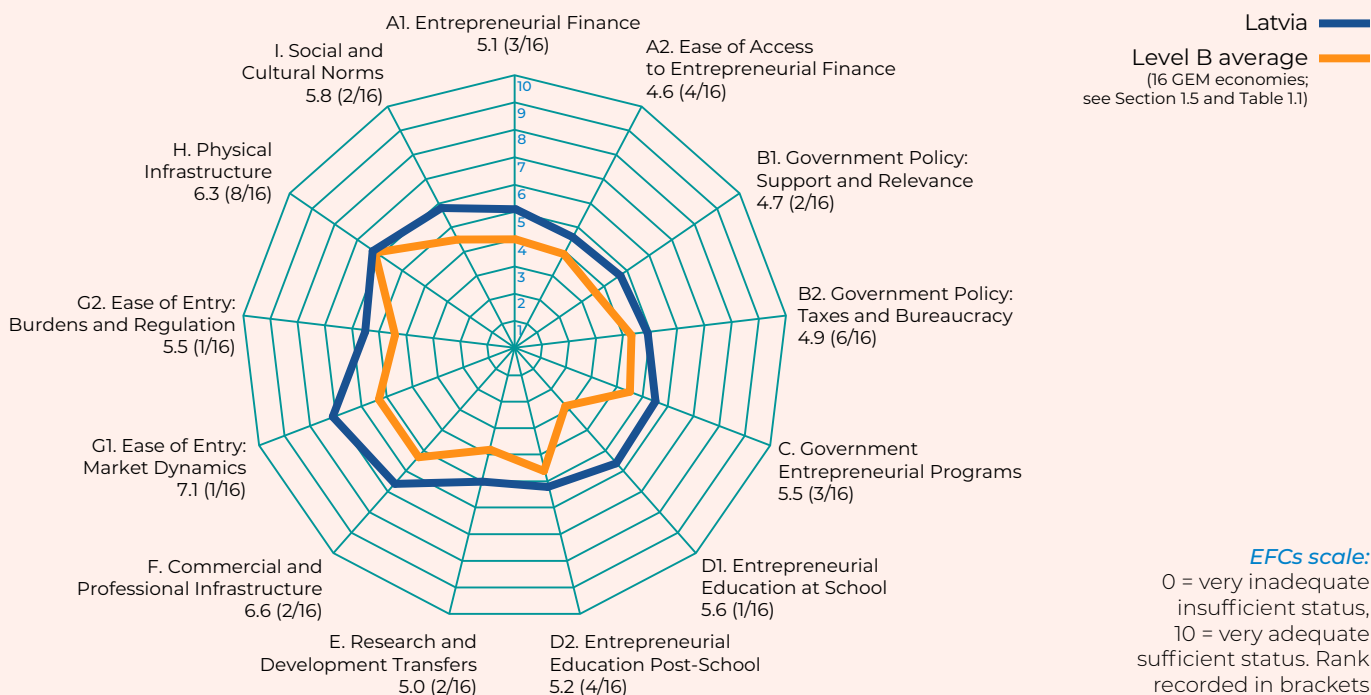 A1. Entrepreneurial Finance
5.1 (3/16)
A2. Ease of Access
to Entrepreneurial Finance
4.6 (4/16)
B1. Government Policy:
Support and Relevance
4.7 (2/16)
B2. Government Policy:
Taxes and Bureaucracy
4.9 (6/16)
C. Government
Entrepreneurial Programs
5.5 (3/16)
D1. Entrepreneurial
Education at School
5.6 (1/16)
D2. Entrepreneurial
Education Post-School
5.2 (4/16)
E. Research and
Development Transfers
5.0 (2/16)
F. Commercial and
Professional Infrastructure
6.6 (2/16)
G1. Ease of Entry:
Market Dynamics
7.1 (1/16)
G2. Ease of Entry:
Burdens and Regulation
5.5 (1/16)
H. Physical
Infrastructure
6.3 (8/16)
I. Social and
Cultural Norms
5.8 (2/16)
10
9
8
7
6
5
4
3
2
1
Latvia
Level B average
(16 GEM economies;
see Section 1.5 and Table 1.1)
EFCs scale:
0 = very inadequate
insufficient status,
10 = very adequate
sufficient status. Rank
recorded in brackets